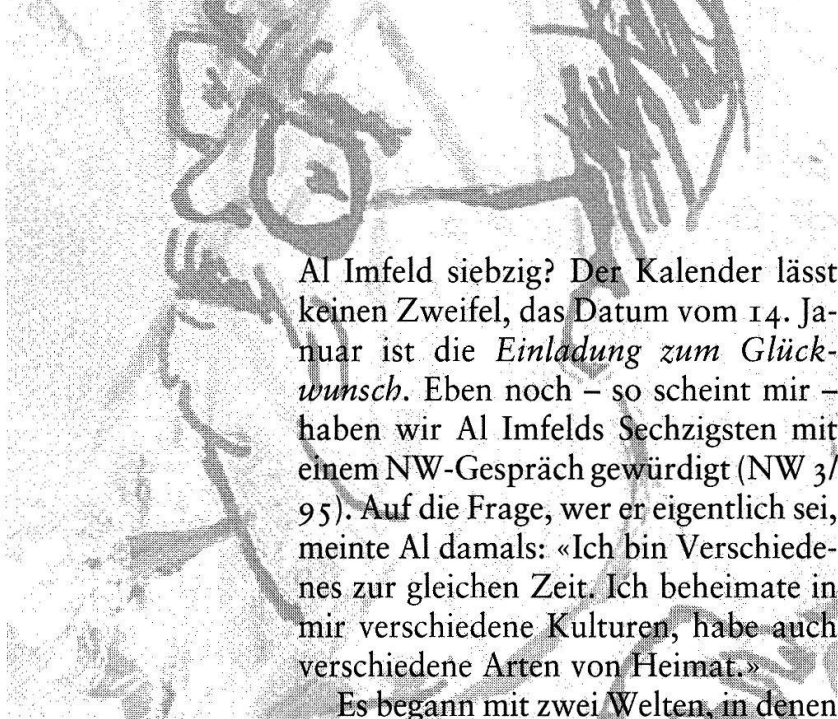 Al Imfeld siebzig? Der Kalender lässt
keinen Zweifel, das Datum vom 14. Ja-
nuar ist die Einladung zum Glück-
wunsch. Eben noch – so scheint mir –
haben wir Al Imfelds Sechzigsten mit
einem NW-Gespräch gewürdigt (NW 3/
95). Auf die Frage, wer er eigentlich sei,
meinte Al damals: «Ich bin Verschiede-
nes zur gleichen Zeit. Ich beheimate in
mir verschiedene Kulturen, habe auch
verschiedene Arten von Heimat.»
Es begann mit zwei Welten, in denen